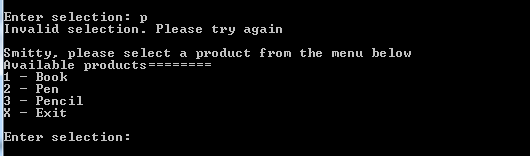 Enter selection: p
Invalid selection. Please try again
Smitty, please select a product from the menu below
Available products========
1 - Book
2 - Pen
3 - Pencil
X - Exit
Enter selection: